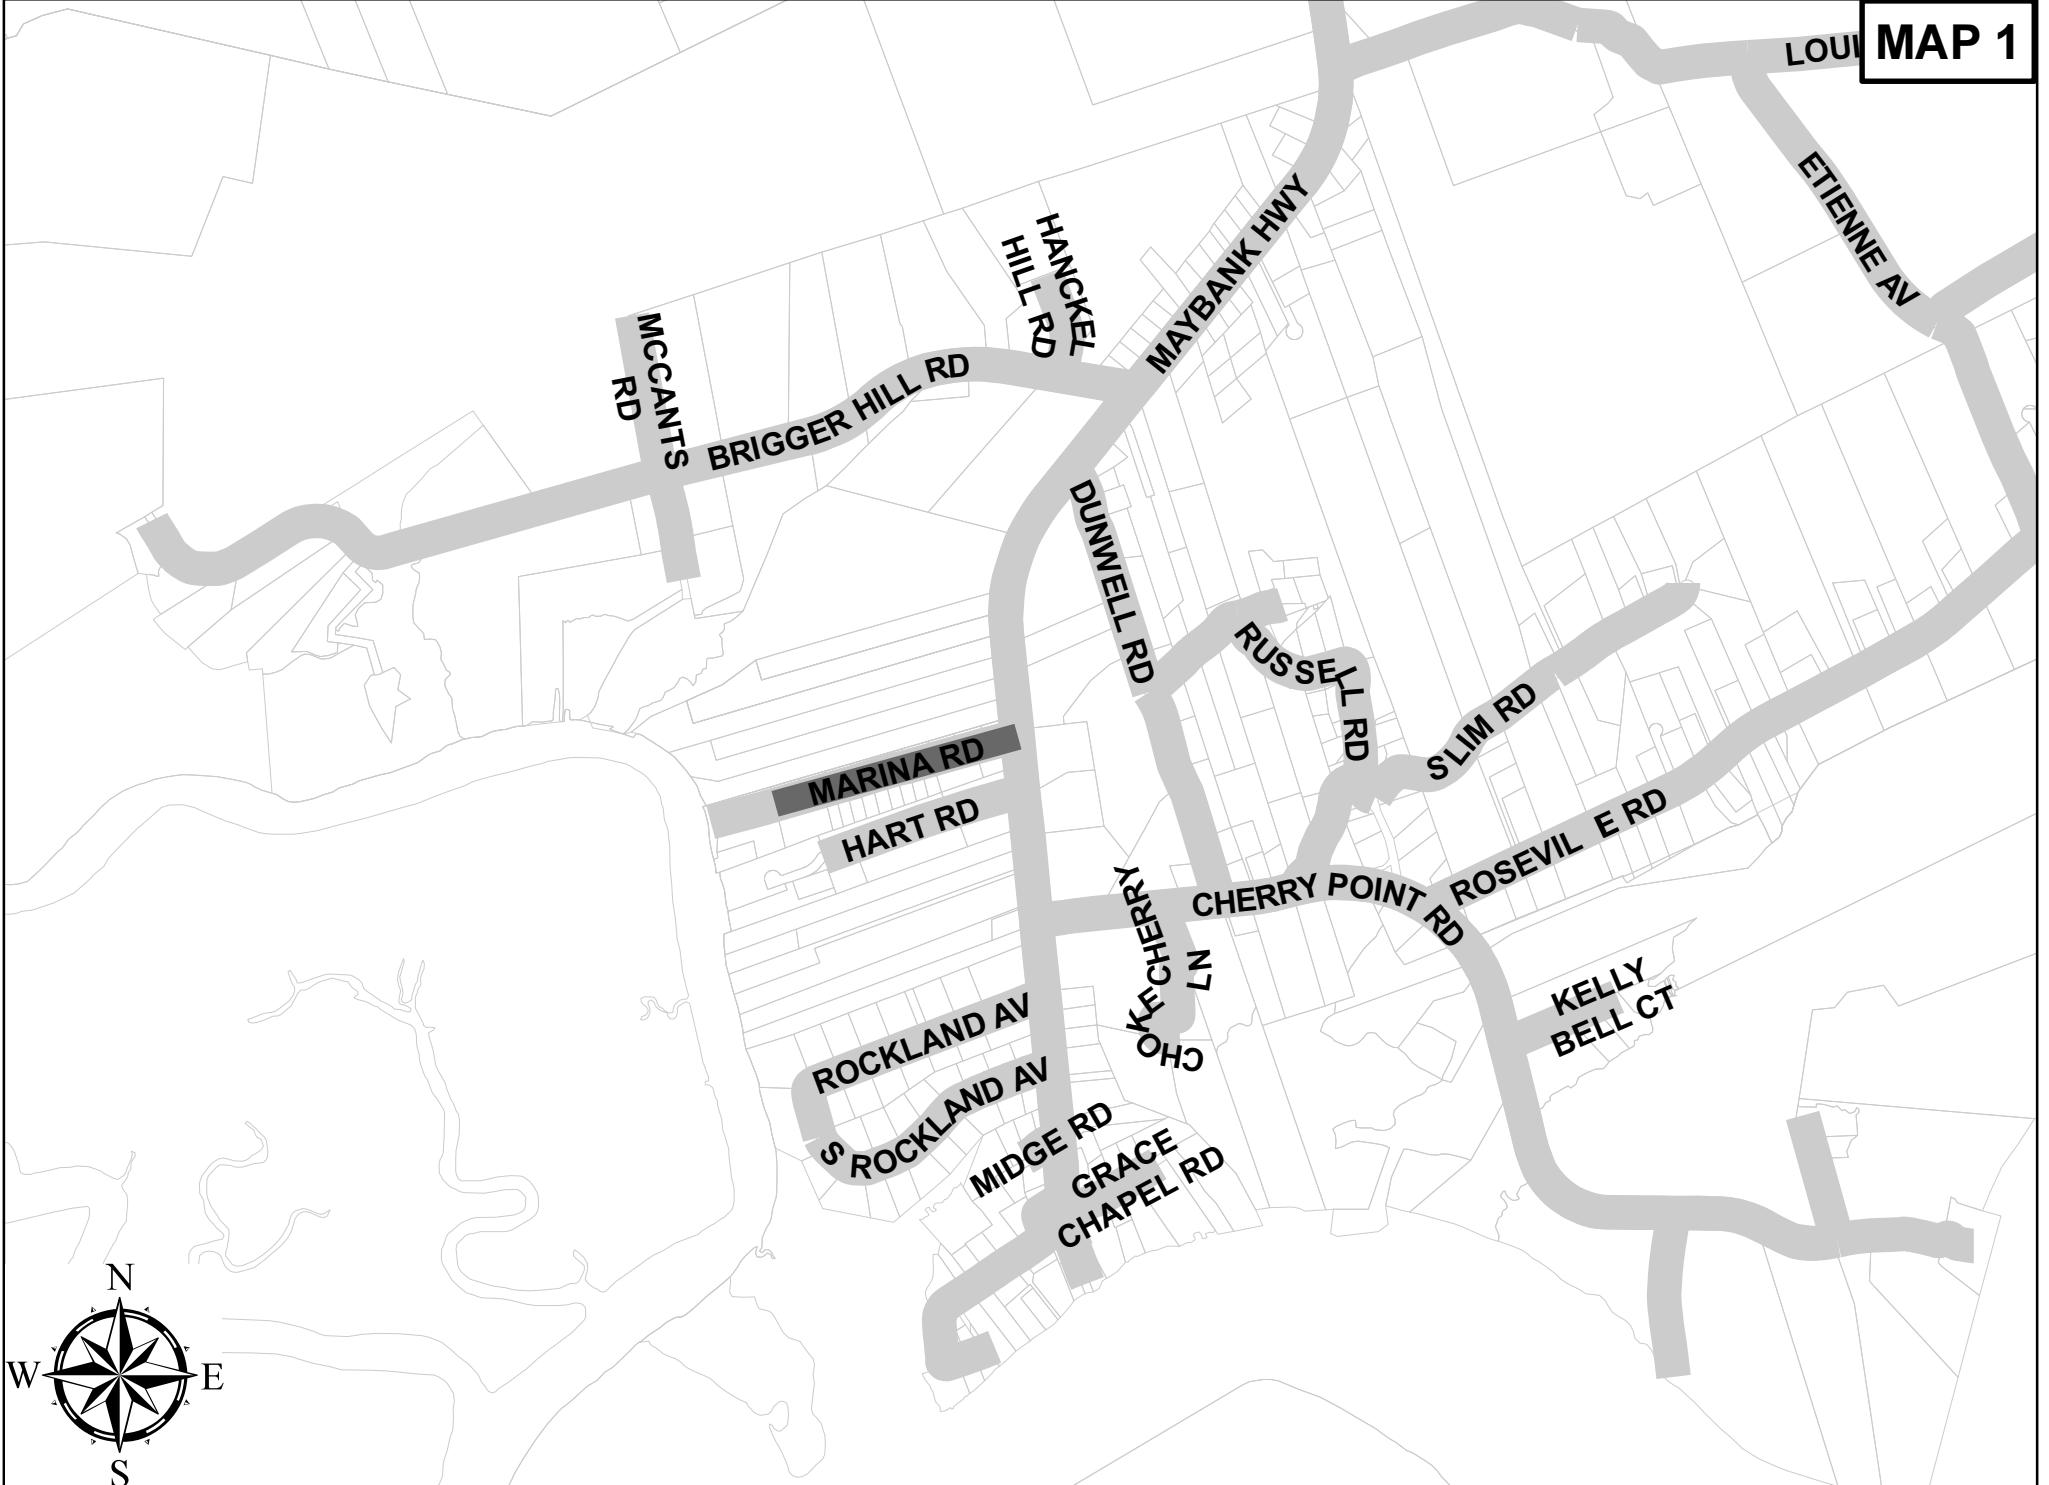 MAP 1
LOUI
ETIENNE AV
MAYBANK HWY
HANCKEL
HILL RD
MCCANTS
RD
BRIGGER HILL RD
DUNWELL RD
RUSSELL RD
S SLIM RD
MARINA RD
HART RD
ROSEVIL E RD
CHERRY POINT RD
CHOKE CHERRY
LN
KELLY
BELL CT
ROCKLAND AV
S ROCKLAND AV
MIDGE RD
GRACE
CHAPEL RD
N
W E
S